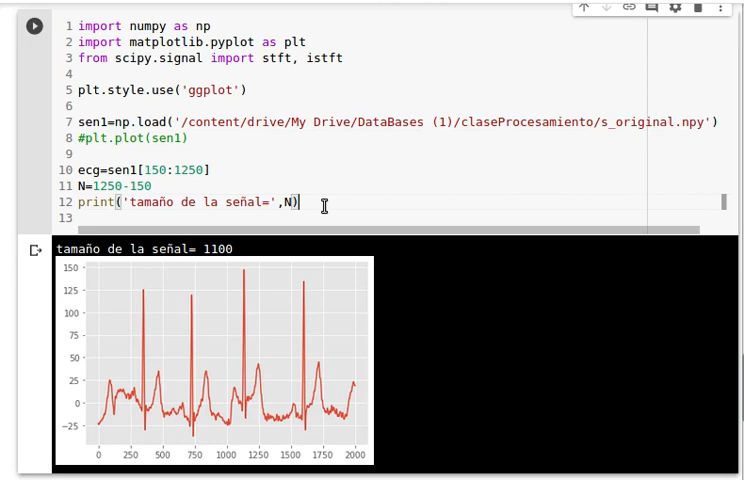 1 import numpy as np
2 import matplotlib.pyplot as plt
3 from scipy.signal import stft, istft
4
5 plt.style.use('ggplot')
6
7 sen1=np.load('/content/drive/My Drive/DataBases (1)/claseProcesamiento/s_original.npy')
8 #plt.plot(sen1)
9
10 ecg=sen1[150:1250]
11 N=1250-150
12 print('tamaño de la señal=',N)
13
tamaño de la señal= 1100
150
125
100
75
50
25
0
−25
0 250 500 750 1000 1250 1500 1750 2000